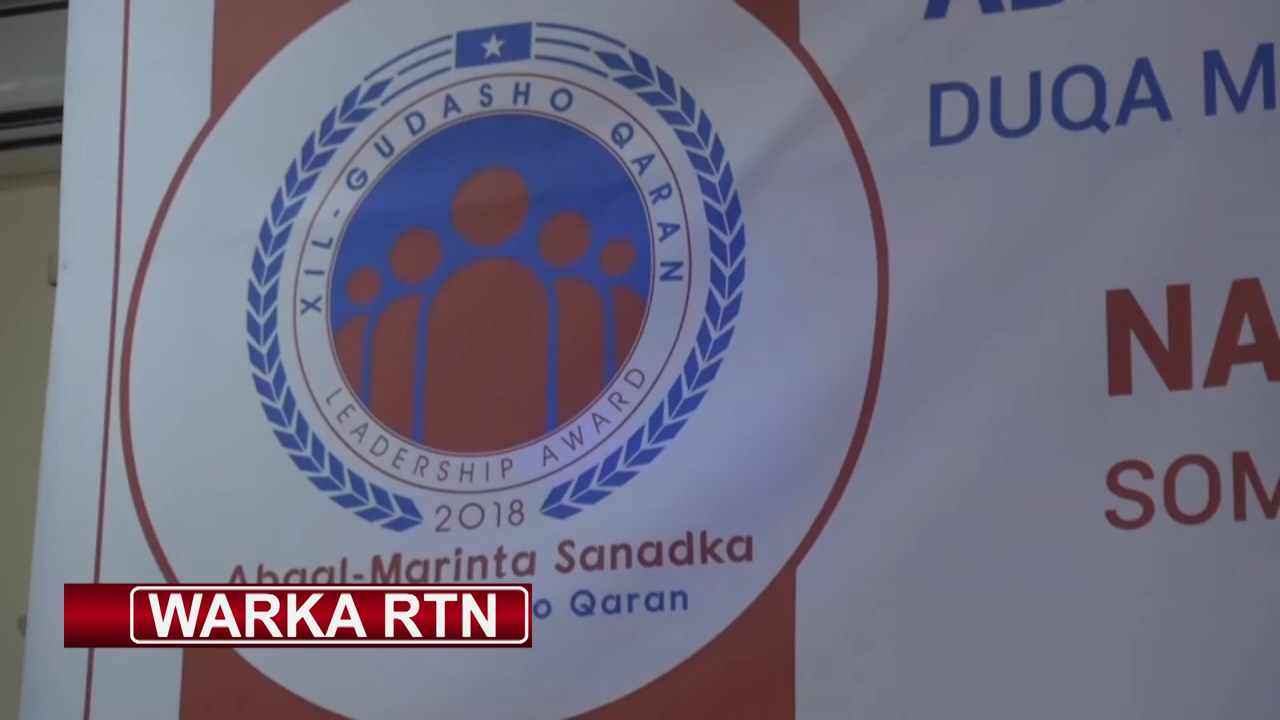 XIL-GUDASHO QARAN
LEADERSHIP AWARD
2018
Abaal-Marinta Sanadka
Qaran
DUQA M
NA
SOM
WARKA RTN